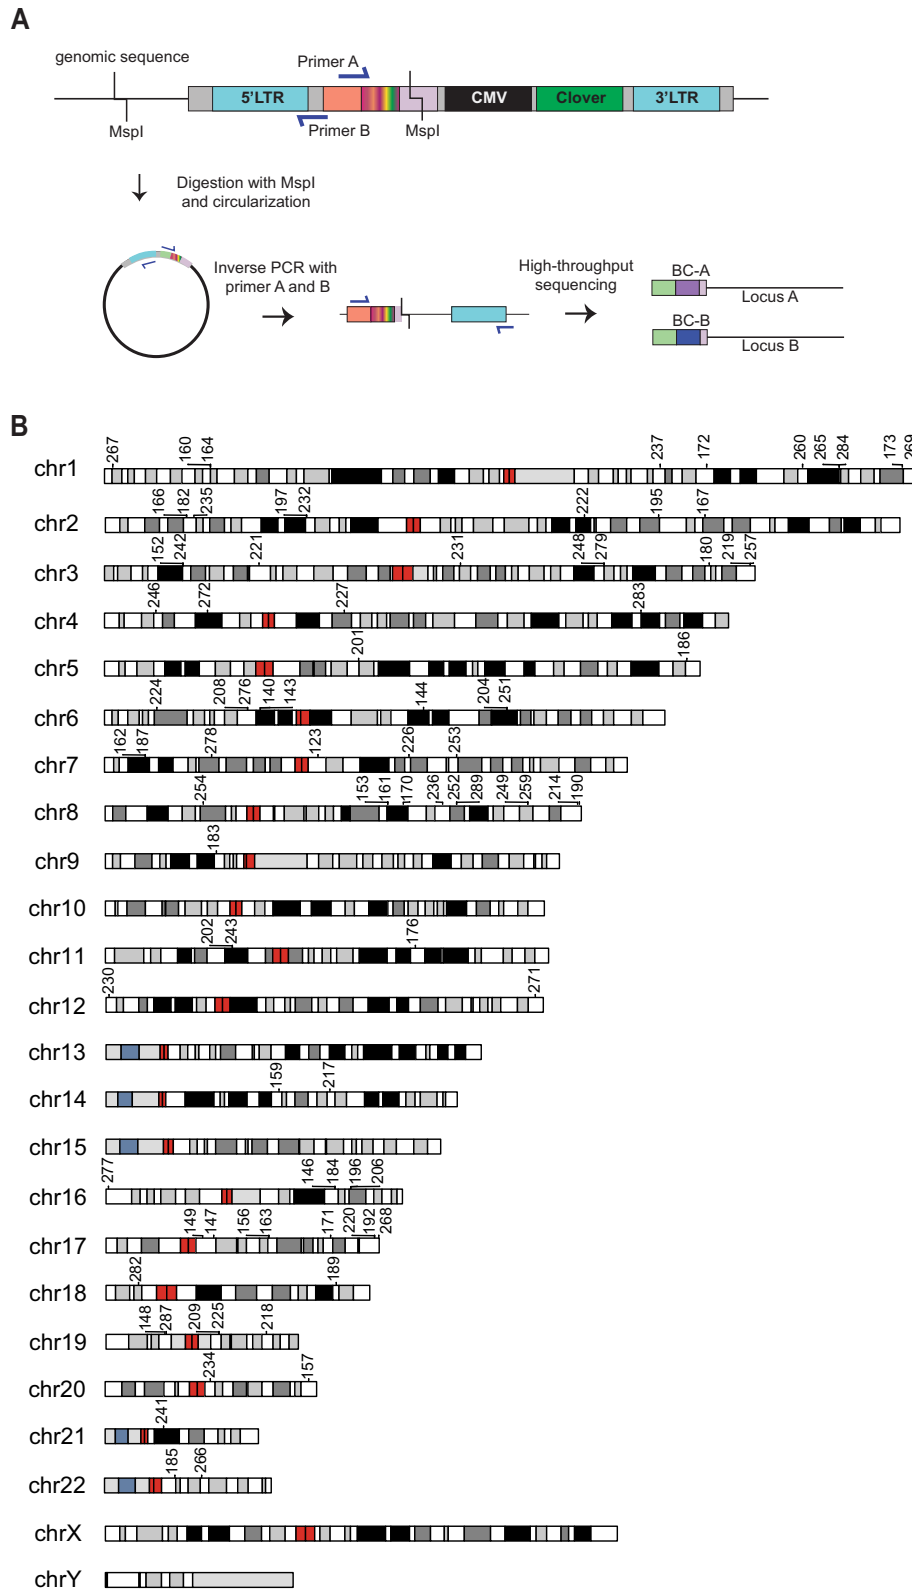 A
genomic sequence
Primer A
5'LTR
CMV
Clover
3'LTR
MspI
Primer B
MspI
Digestion with MspI
and circularization
Inverse PCR with
primer A and B
High-throughput
sequencing
BC-A
Locus A
BC-B
Locus B
B
267 160 164 237 172 260 265 284 173 269
chr1
166 182 235 197 232 222 195 167
chr2
152 242 221 231 248 279 180 219 257
chr3
246 272 227 283
chr4
201 186
chr5
224 208 276 140 143 144 204 251
chr6
162 187 278 123 226 253
chr7
254 153 161 170 236 252 289 249 259 214 190
chr8
183
chr9
chr10
202 243 176
chr11
230 271
chr12
chr13
159 217
chr14
chr15
277 146 184 196 206
chr16
149 147 156 163 171 220 192 268
chr17
282 189
chr18
148 287 209 225 218
chr19
234 157
chr20
241
chr21
185 266
chr22
chrX
chrY